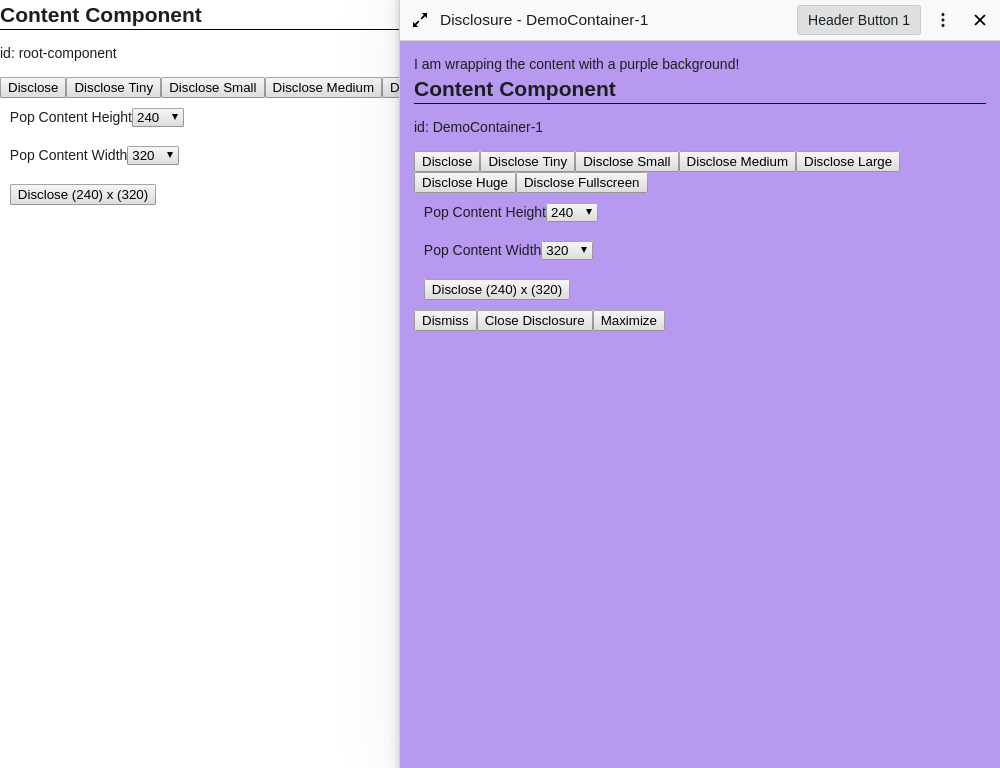 Content Component
id: root-component
Disclose Disclose Tiny Disclose Small Disclose Medium D
Pop Content Height 240
Pop Content Width 320
Disclose (240) x (320)
Disclosure - DemoContainer-1 Header Button 1
I am wrapping the content with a purple background!
Content Component
id: DemoContainer-1
Disclose Disclose Tiny Disclose Small Disclose Medium Disclose Large
Disclose Huge Disclose Fullscreen
Pop Content Height 240
Pop Content Width 320
Disclose (240) x (320)
Dismiss Close Disclosure Maximize